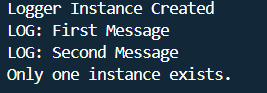 Logger Instance Created
LOG: First Message
LOG: Second Message
Only one instance exists.